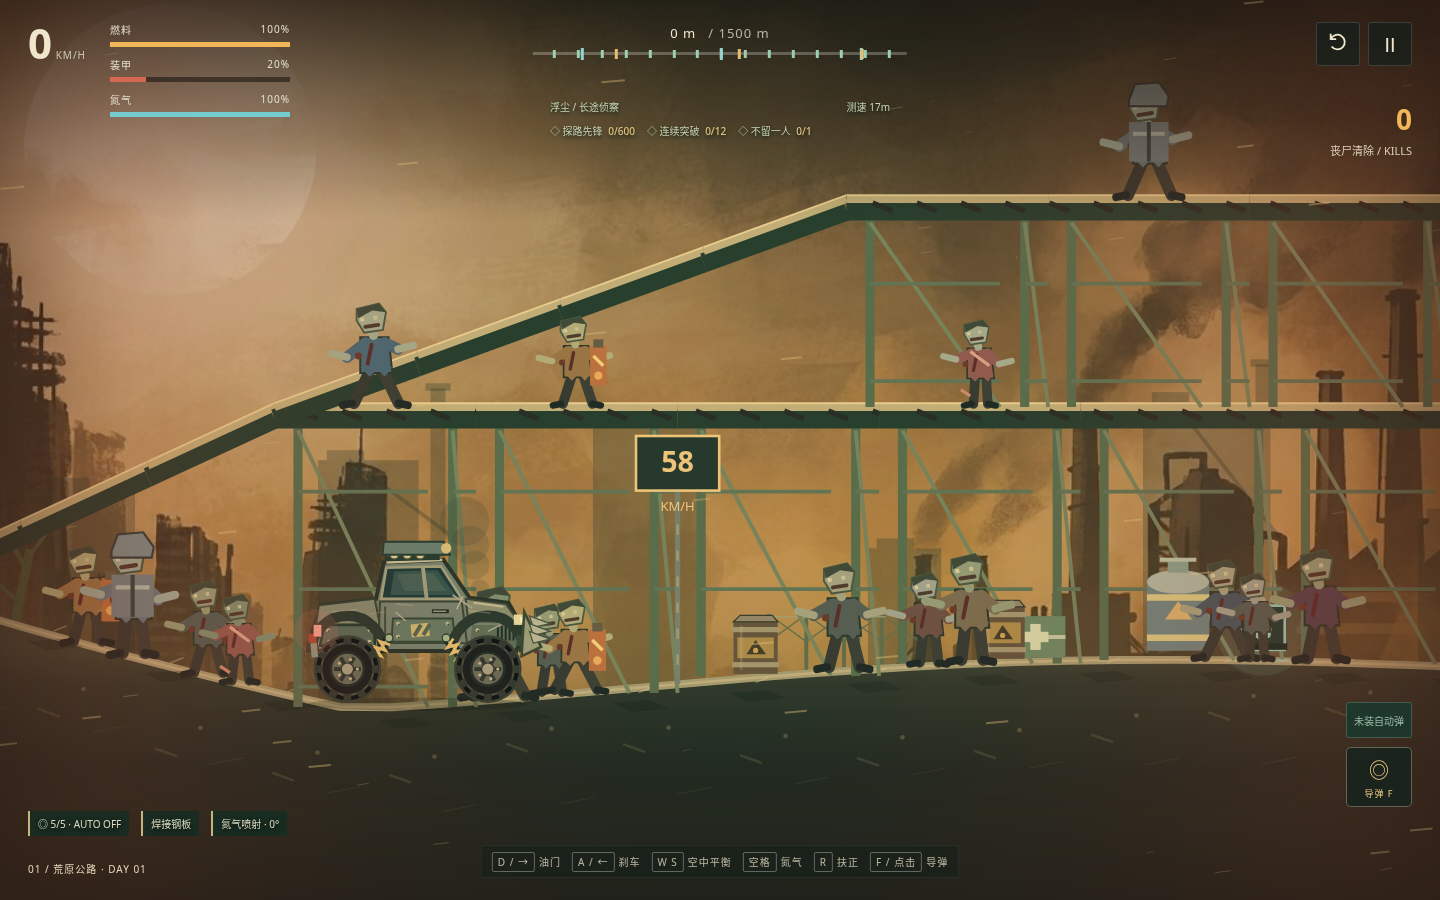 0 KM/H
燃料 100%
装甲 20%
氮气 100%
0 m / 1500 m
浮尘 / 长途侦察 测速 17m
探路先锋 0/600 连续突破 0/12 不留一人 0/1
0
丧尸清除 / KILLS
58
KM/H
未装自动弹
导弹 F
5/5 · AUTO OFF 焊接钢板 氮气喷射 · 0°
01 / 荒原公路 · DAY 01
D / → 油门 A / ← 刹车 W S 空中平衡 空格 氮气 R 扶正 F / 点击 导弹